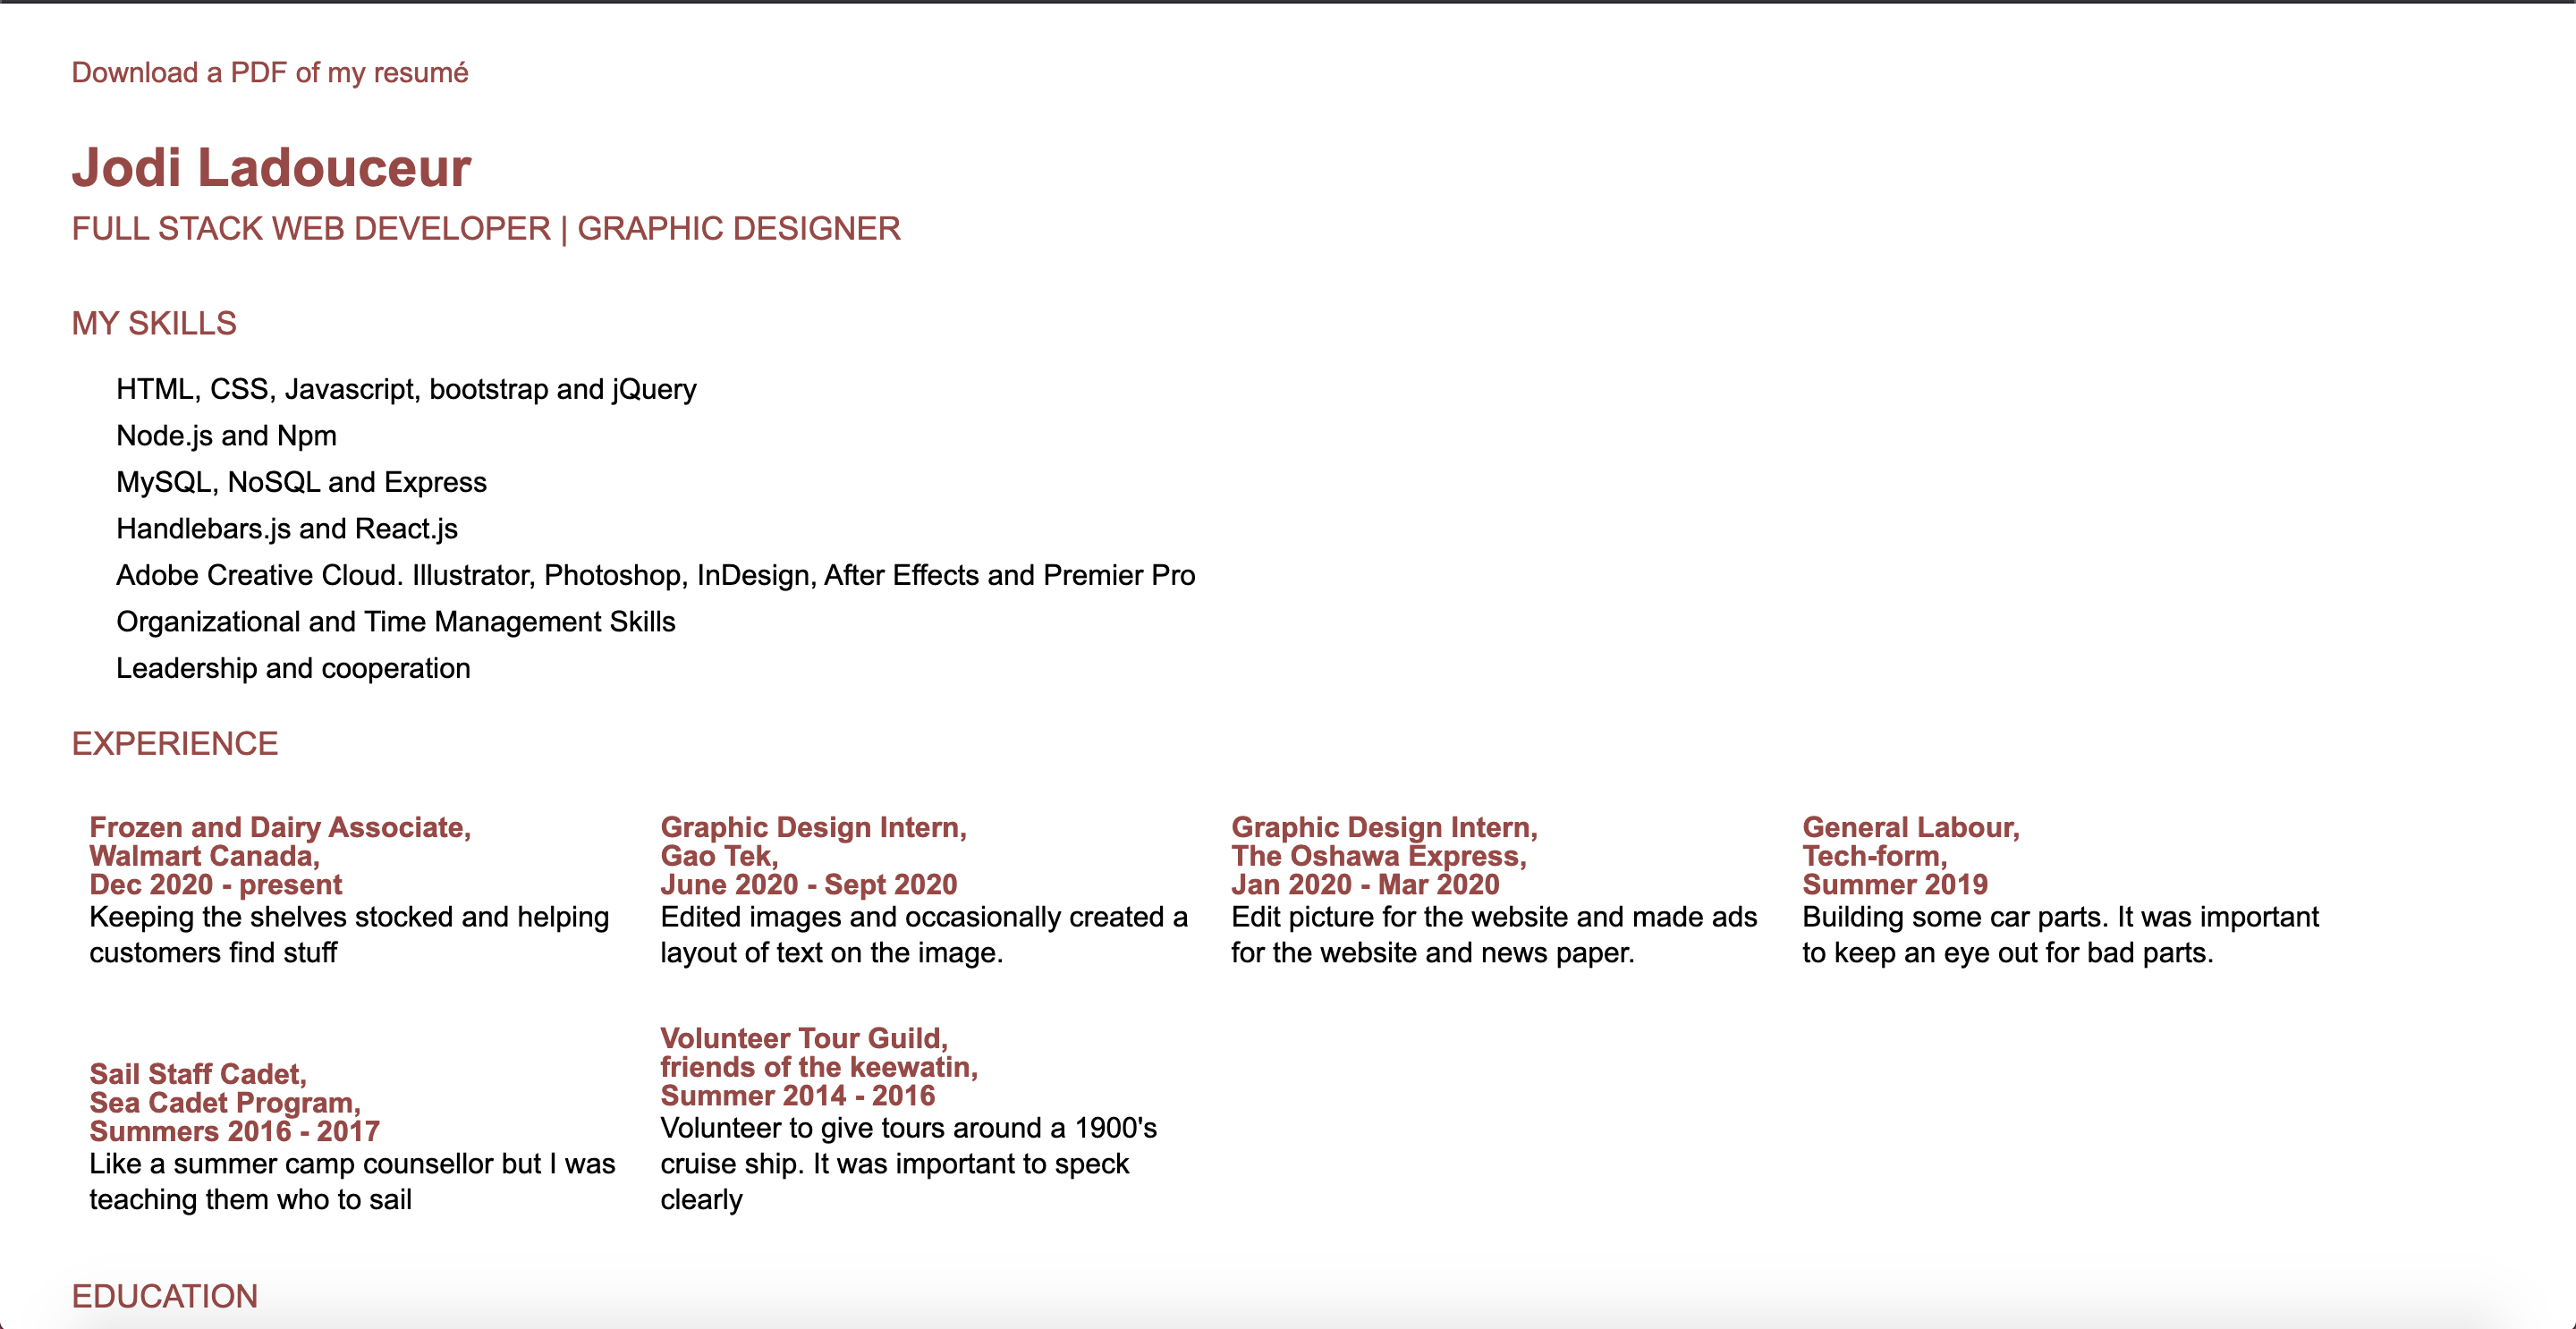 Download a PDF of my resumé
Jodi Ladouceur
FULL STACK WEB DEVELOPER | GRAPHIC DESIGNER
MY SKILLS
HTML, CSS, Javascript, bootstrap and jQuery
Node.js and Npm
MySQL, NoSQL and Express
Handlebars.js and React.js
Adobe Creative Cloud. Illustrator, Photoshop, InDesign, After Effects and Premier Pro
Organizational and Time Management Skills
Leadership and cooperation
EXPERIENCE
Frozen and Dairy Associate,
Walmart Canada,
Dec 2020 - present
Keeping the shelves stocked and helping
customers find stuff
Graphic Design Intern,
Gao Tek,
June 2020 - Sept 2020
Edited images and occasionally created a
layout of text on the image.
Graphic Design Intern,
The Oshawa Express,
Jan 2020 - Mar 2020
Edit picture for the website and made ads
for the website and news paper.
General Labour,
Tech-form,
Summer 2019
Building some car parts. It was important
to keep an eye out for bad parts.
Sail Staff Cadet,
Sea Cadet Program,
Summers 2016 - 2017
Like a summer camp counsellor but I was
teaching them who to sail
Volunteer Tour Guild,
friends of the keewatin,
Summer 2014 - 2016
Volunteer to give tours around a 1900's
cruise ship. It was important to speck
clearly
EDUCATION